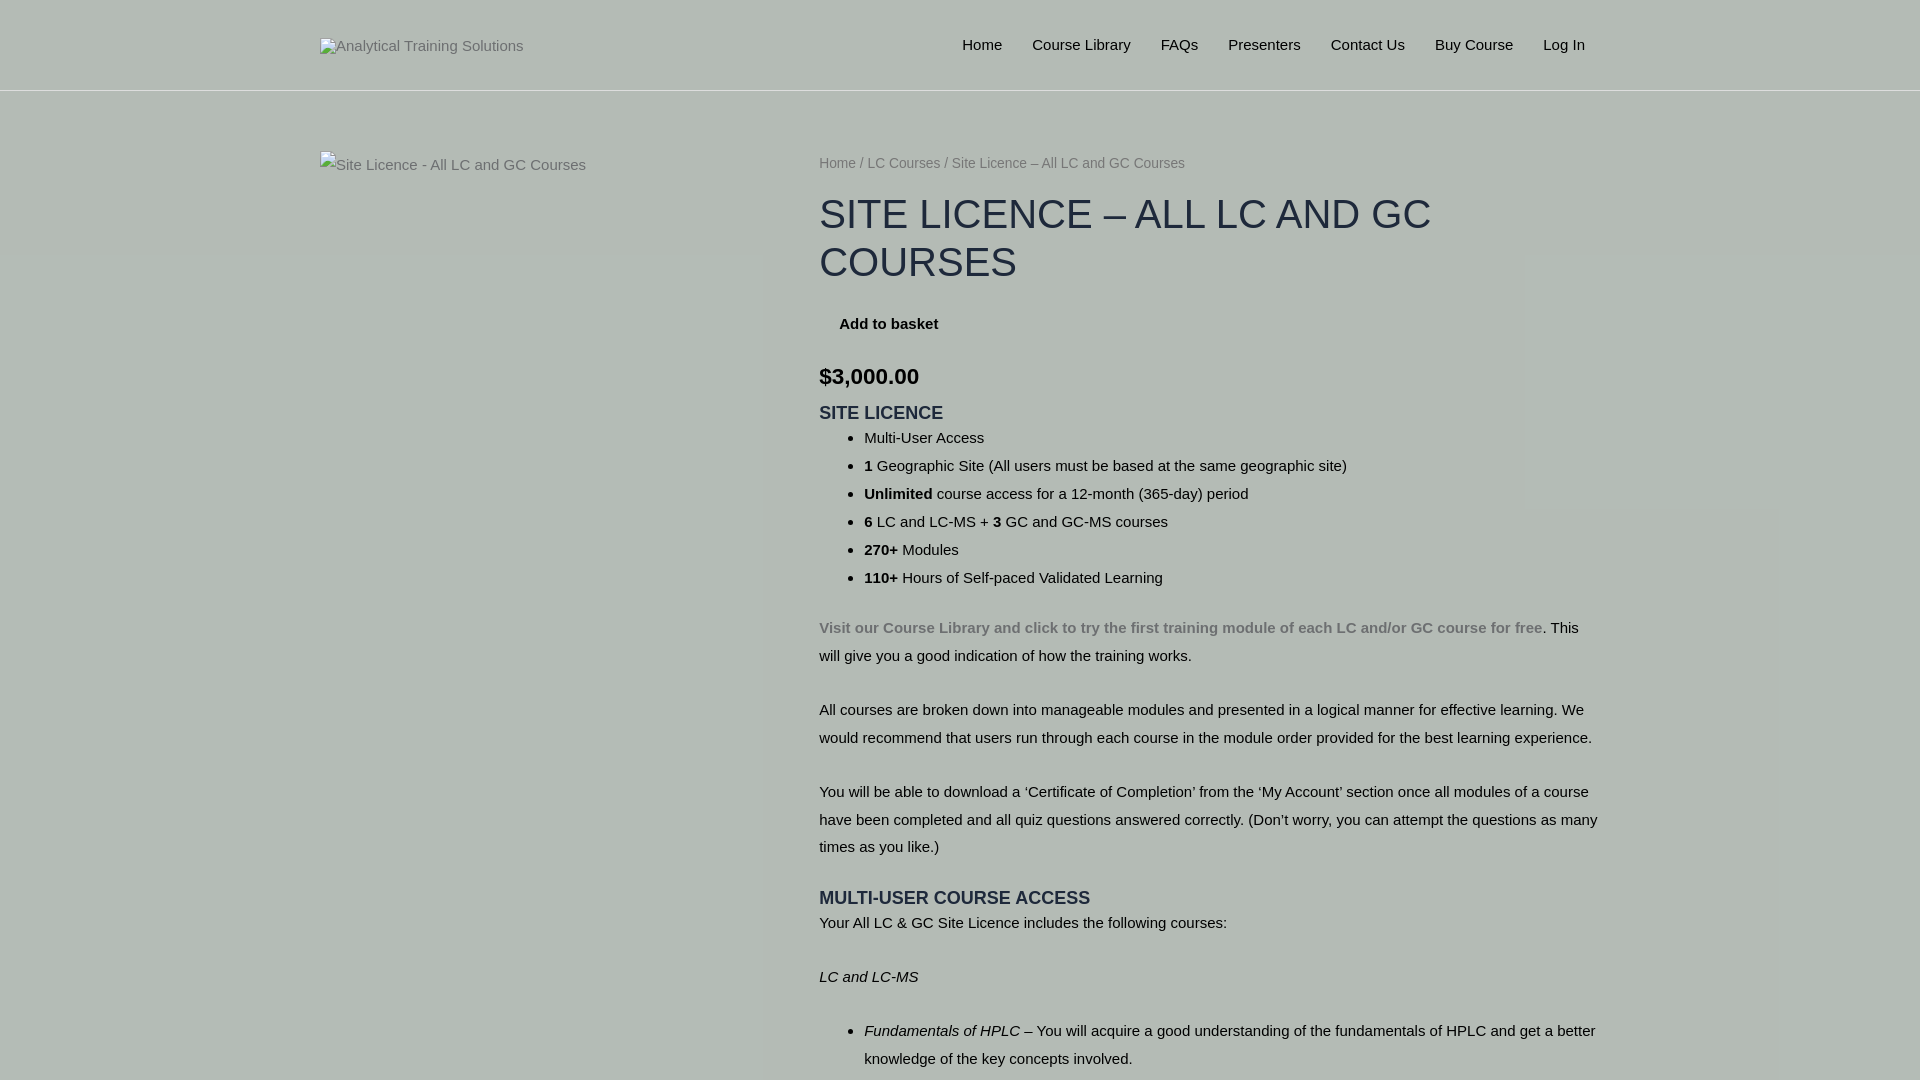 Analytical Training Solutions
Home
Course Library
FAQs
Presenters
Contact Us
Buy Course
Log In
Site Licence - All LC and GC Courses
Home / LC Courses / Site Licence – All LC and GC Courses
SITE LICENCE – ALL LC AND GC
COURSES
Add to basket
$3,000.00
SITE LICENCE
Multi-User Access
1 Geographic Site (All users must be based at the same geographic site)
Unlimited course access for a 12-month (365-day) period
6 LC and LC-MS + 3 GC and GC-MS courses
270+ Modules
110+ Hours of Self-paced Validated Learning
Visit our Course Library and click to try the first training module of each LC and/or GC course for free. This
will give you a good indication of how the training works.
All courses are broken down into manageable modules and presented in a logical manner for effective learning. We
would recommend that users run through each course in the module order provided for the best learning experience.
You will be able to download a ‘Certificate of Completion’ from the ‘My Account’ section once all modules of a course
have been completed and all quiz questions answered correctly. (Don’t worry, you can attempt the questions as many
times as you like.)
MULTI-USER COURSE ACCESS
Your All LC & GC Site Licence includes the following courses:
LC and LC-MS
Fundamentals of HPLC – You will acquire a good understanding of the fundamentals of HPLC and get a better
knowledge of the key concepts involved.